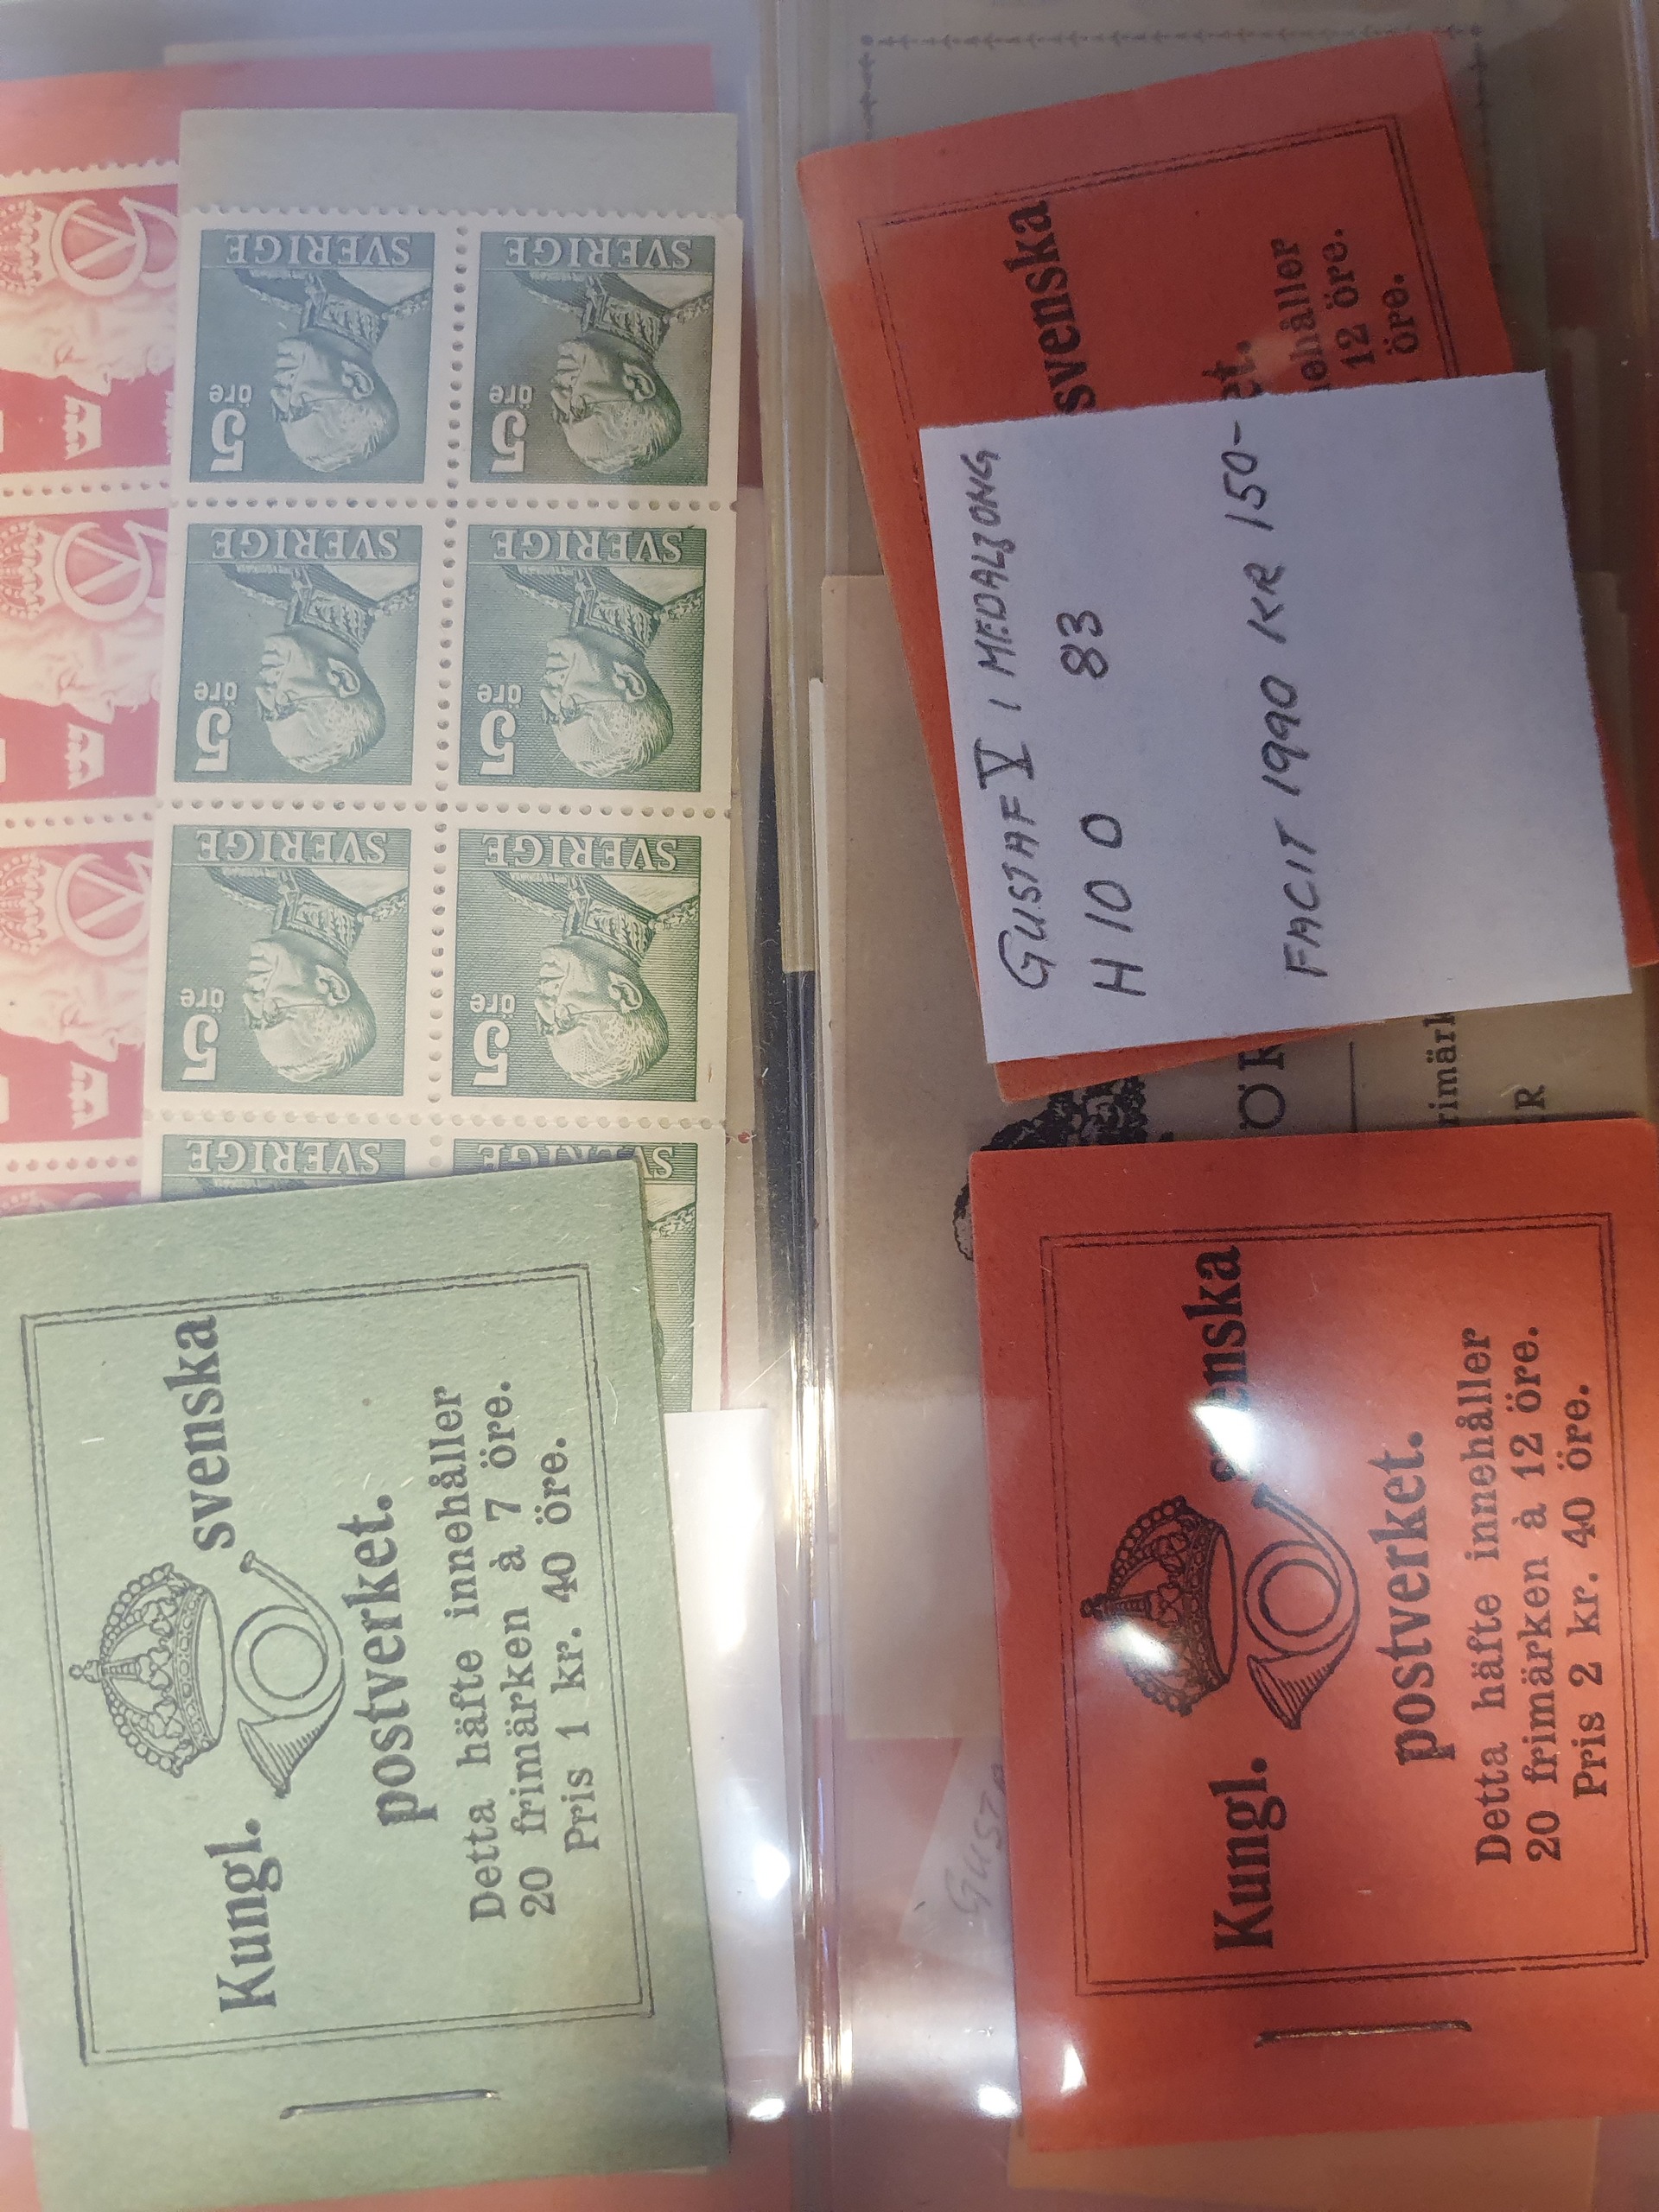 SVERIGE
5 öre
SVERIGE
5 öre
SVERIGE
5 öre
SVERIGE
5 öre
SVERIGE
5 öre
SVERIGE
5 öre
SVERIGE
SVERIGE
svenska
12 öre.
öre.
GUSTAF V I MEDALJONG
H 10 O 83
FACIT 1990 KR 150-
Kungl. svenska
postverket.
Detta häfte innehåller
20 frimärken à 7 öre.
Pris 1 kr. 40 öre.
Kungl. svenska
postverket.
Detta häfte innehåller
20 frimärken à 12 öre.
Pris 2 kr. 40 öre.